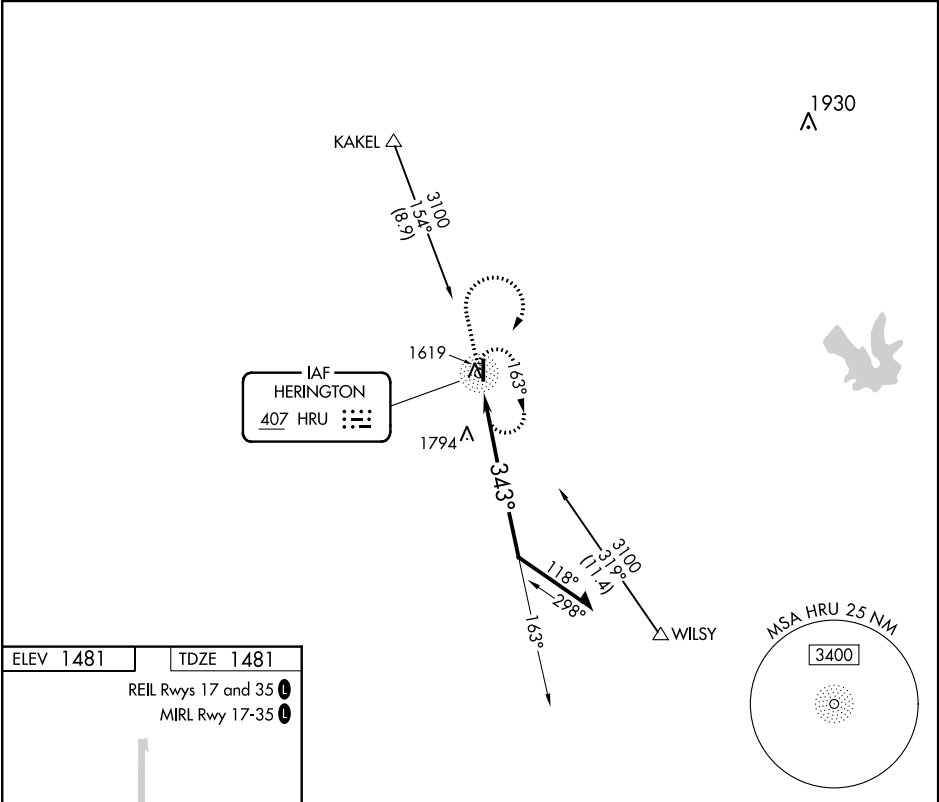 1930
KAKEL
3100
154°
(8.9)
1619
163°
IAF
HERINGTON
407 HRU
1794
343°
3100
319°
(11.4)
118°
298°
163°
WILSY
MSA HRU 25 NM
3400
ELEV 1481
TDZE 1481
REIL Rwys 17 and 35 L
MIRL Rwy 17-35 L